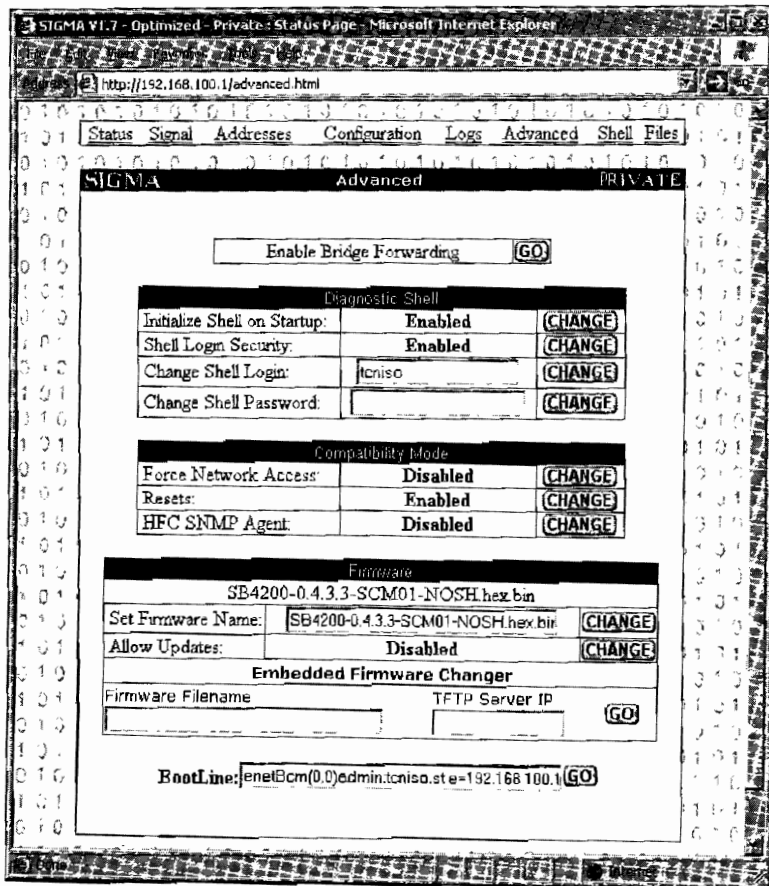 SIGMA V1.7 - Optimized - Private : Status Page - Microsoft Internet Explorer
Address http://192.168.100.1/advanced.html
Status Signal Addresses Configuration Logs Advanced Shell Files
SIGMA Advanced PRIVATE
Enable Bridge Forwarding GO
Diagnostic Shell
Initialize Shell on Startup: Enabled CHANGE
Shell Login Security: Enabled CHANGE
Change Shell Login: tcniso CHANGE
Change Shell Password: CHANGE
Compatibility Mode
Force Network Access: Disabled CHANGE
Resets: Enabled CHANGE
HFC SNMP Agent: Disabled CHANGE
Firmware
SB4200-0.4.3.3-SCM01-NOSH.hex.bin
Set Firmware Name: SB4200-0.4.3.3-SCM01-NOSH.hex.bin CHANGE
Allow Updates: Disabled CHANGE
Embedded Firmware Changer
Firmware Filename TFTP Server IP
GO
BootLine: enetBcm(0.0)admin:tcniso.st e=192.168.100.1 GO
Done Internet